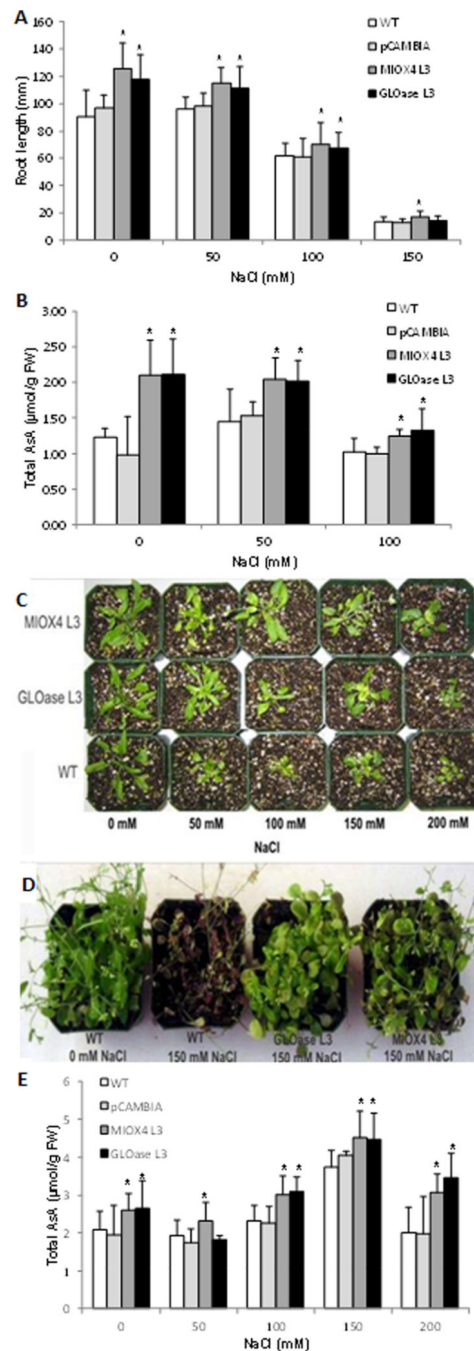 A
WT
pCAMBIA
MIOX4 L3
GLOase L3
Root length (mm)
160
140
120
100
80
60
40
20
0
* * * * * * *
0 50 100 150
NaCl (mM)
B
WT
pCAMBIA
MIOX4 L3
GLOase L3
Total AsA (µmol/g FW)
3.00
2.50
2.00
1.50
1.00
0.50
0.00
* * * * * *
0 50 100
NaCl (mM)
C
MIOX4 L3
GLOase L3
WT
0 mM 50 mM 100 mM 150 mM 200 mM
NaCl
D
WT WT GLOase L3 MIOX4 L3
0 mM NaCl 150 mM NaCl 150 mM NaCl 150 mM NaCl
E
WT
pCAMBIA
MIOX4 L3
GLOase L3
Total AsA (µmol/g FW)
6
5
4
3
2
1
0
* * * * * * * * *
0 50 100 150 200
NaCl (mM)